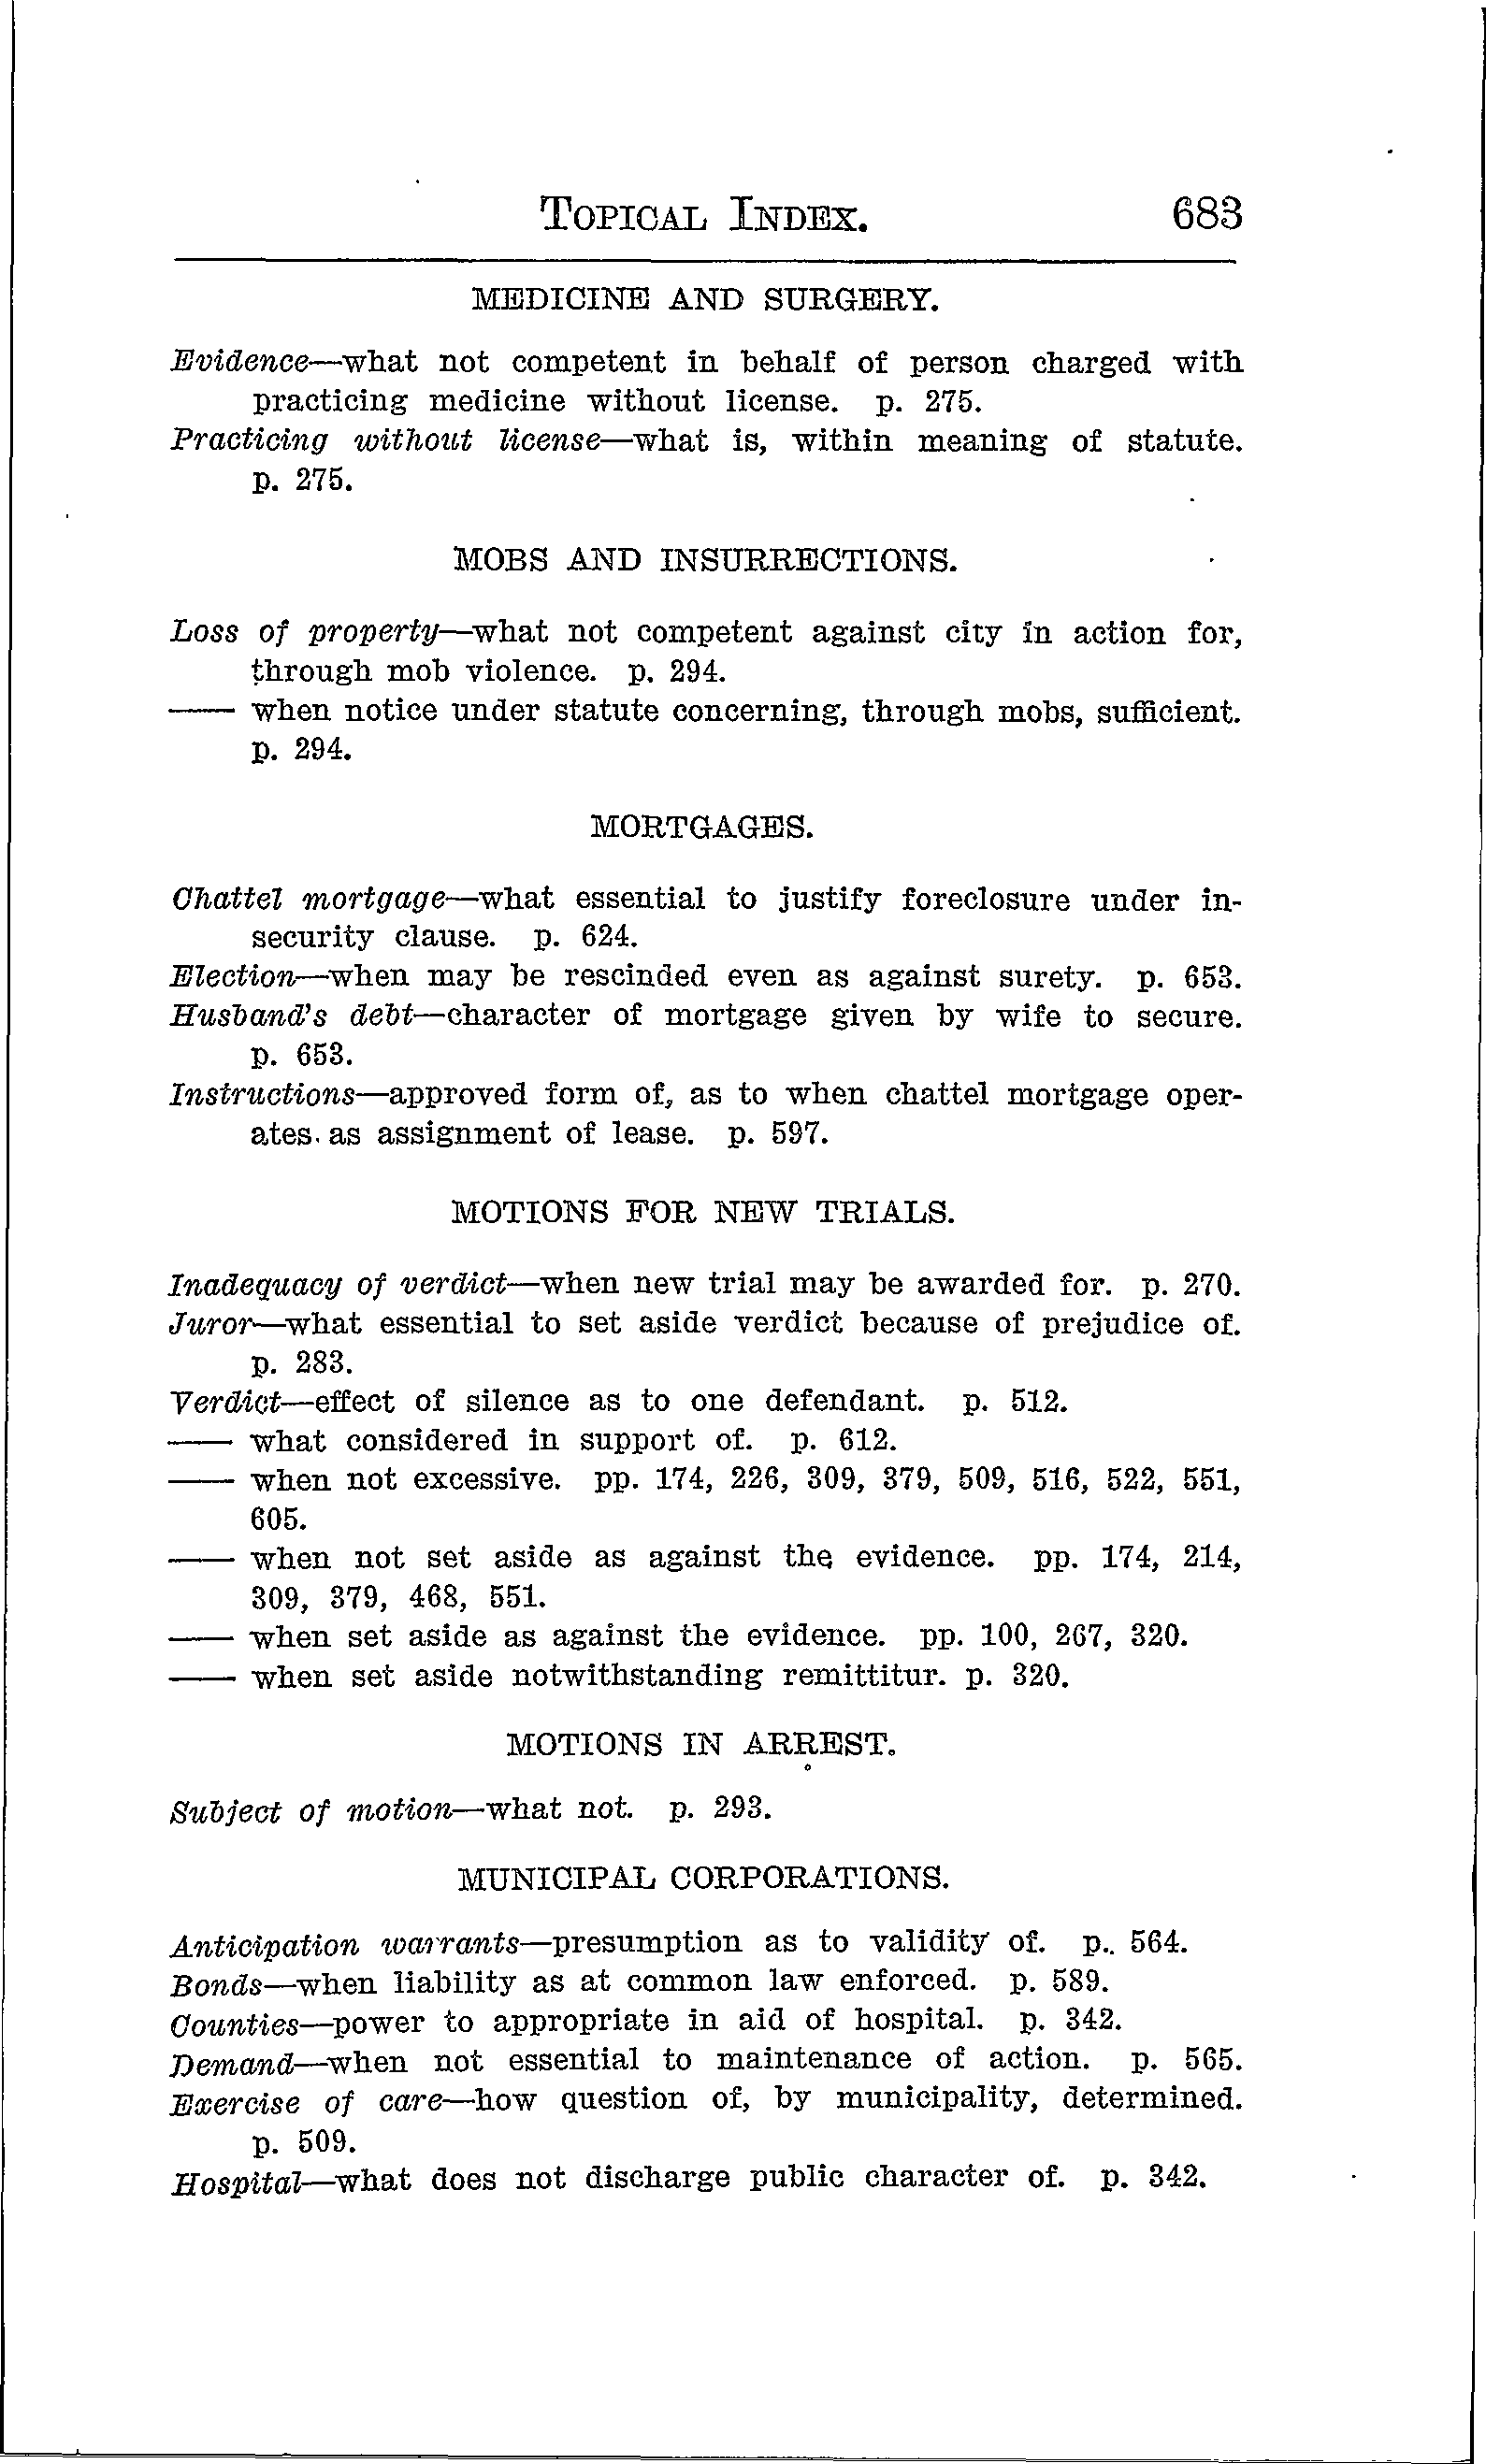 TOPICAL INDEX. 683
MEDICINE AND SURGERY.
Evidence—what not competent in behalf of person charged with
practicing medicine without license. p. 275.
Practicing without license—what is, within meaning of statute.
p. 275.
MOBS AND INSURRECTIONS.
Loss of property—what not competent against city in action for,
through mob violence. p. 294.
—— when notice under statute concerning, through mobs, sufficient.
p. 294.
MORTGAGES.
Chattel mortgage—what essential to justify foreclosure under in-
security clause. p. 624.
Election—when may be rescinded even as against surety. p. 653.
Husband's debt—character of mortgage given by wife to secure.
p. 653.
Instructions—approved form of, as to when chattel mortgage oper-
ates. as assignment of lease. p. 597.
MOTIONS FOR NEW TRIALS.
Inadequacy of verdict—when new trial may be awarded for. p. 270.
Juror—what essential to set aside verdict because of prejudice of.
p. 283.
Verdict—effect of silence as to one defendant. p. 512.
—— what considered in support of. p. 612.
—— when not excessive. pp. 174, 226, 309, 379, 509, 516, 522, 551,
605.
—— when not set aside as against the evidence. pp. 174, 214,
309, 379, 468, 551.
—— when set aside as against the evidence. pp. 100, 267, 320.
—— when set aside notwithstanding remittitur. p. 320.
MOTIONS IN ARREST.
Subject of motion—what not. p. 293.
MUNICIPAL CORPORATIONS.
Anticipation warrants—presumption as to validity of. p.. 564.
Bonds—when liability as at common law enforced. p. 589.
Counties—power to appropriate in aid of hospital. p. 342.
Demand—when not essential to maintenance of action. p. 565.
Exercise of care—how question of, by municipality, determined.
p. 509.
Hospital—what does not discharge public character of. p. 342.